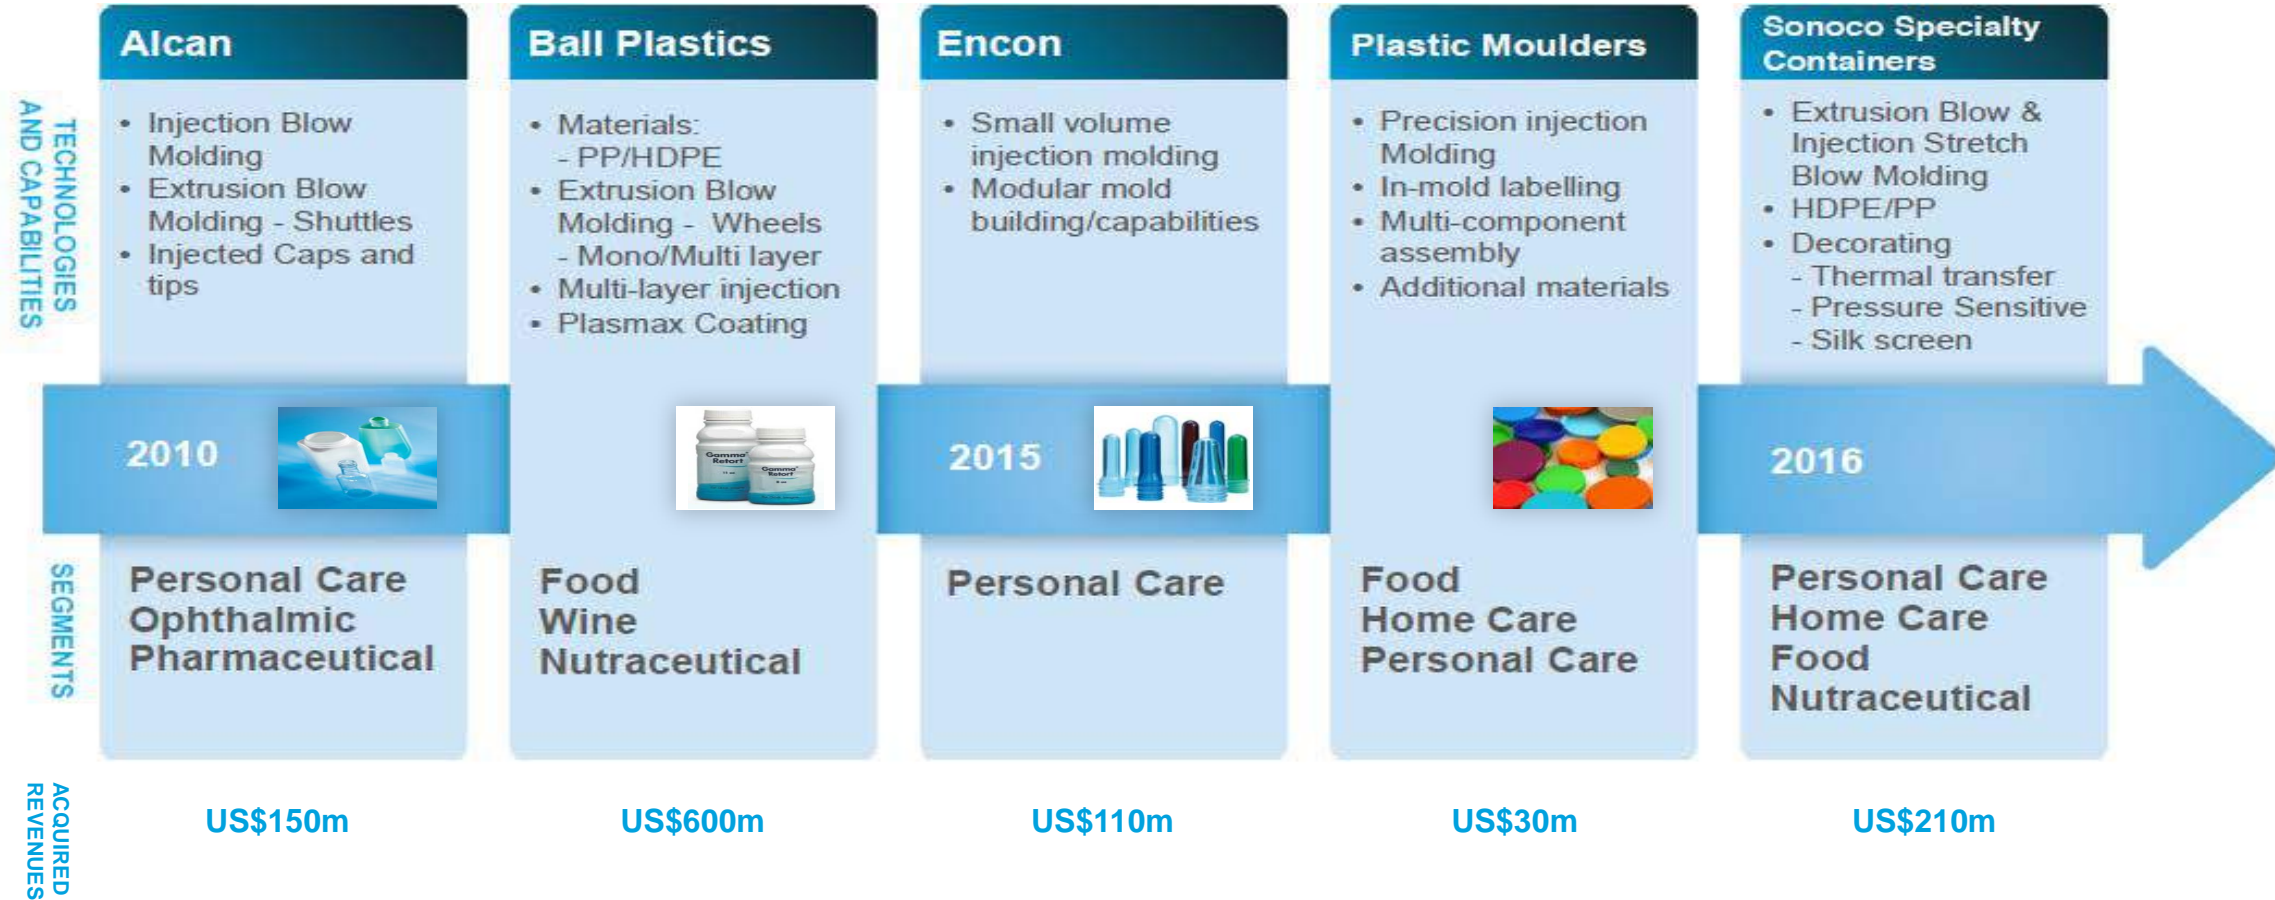 Alcan
Ball Plastics
Encon
Plastic Moulders
Sonoco Specialty
Containers
TECHNOLOGIES
AND CAPABILITIES
• Injection Blow
Molding
• Extrusion Blow
Molding - Shuttles
• Injected Caps and
tips
• Materials:
- PP/HDPE
• Extrusion Blow
Molding - Wheels
- Mono/Multi layer
• Multi-layer injection
• Plasmax Coating
• Small volume
injection molding
• Modular mold
building/capabilities
• Precision injection
Molding
• In-mold labelling
• Multi-component
assembly
• Additional materials
• Extrusion Blow &
Injection Stretch
Blow Molding
• HDPE/PP
• Decorating
- Thermal transfer
- Pressure Sensitive
- Silk screen
2010
Gamma
Retort
Gamma
Retort
2015
2016
SEGMENTS
Personal Care
Ophthalmic
Pharmaceutical
Food
Wine
Nutraceutical
Personal Care
Food
Home Care
Personal Care
Personal Care
Home Care
Food
Nutraceutical
ACQUIRED
REVENUES
US$150m
US$600m
US$110m
US$30m
US$210m